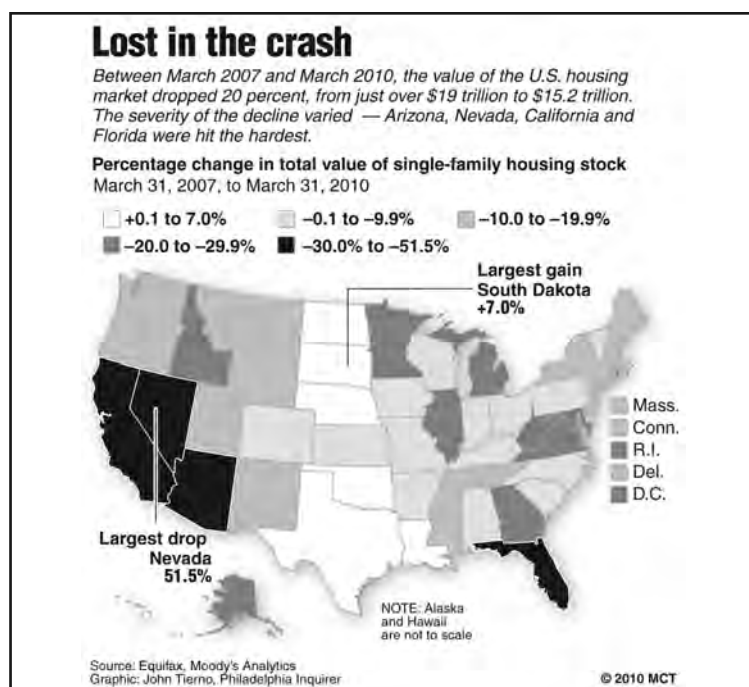 Lost in the crash
Between March 2007 and March 2010, the value of the U.S. housing
market dropped 20 percent, from just over $19 trillion to $15.2 trillion.
The severity of the decline varied — Arizona, Nevada, California and
Florida were hit the hardest.
Percentage change in total value of single-family housing stock
March 31, 2007, to March 31, 2010
+0.1 to 7.0% –0.1 to –9.9% –10.0 to –19.9%
–20.0 to –29.9% –30.0% to –51.5%
Largest gain
South Dakota
+7.0%
Mass.
Conn.
R.I.
Del.
D.C.
Largest drop
Nevada
51.5%
NOTE: Alaska
and Hawaii
are not to scale
Source: Equifax, Moody's Analytics
Graphic: John Tierno, Philadelphia Inquirer
© 2010 MCT